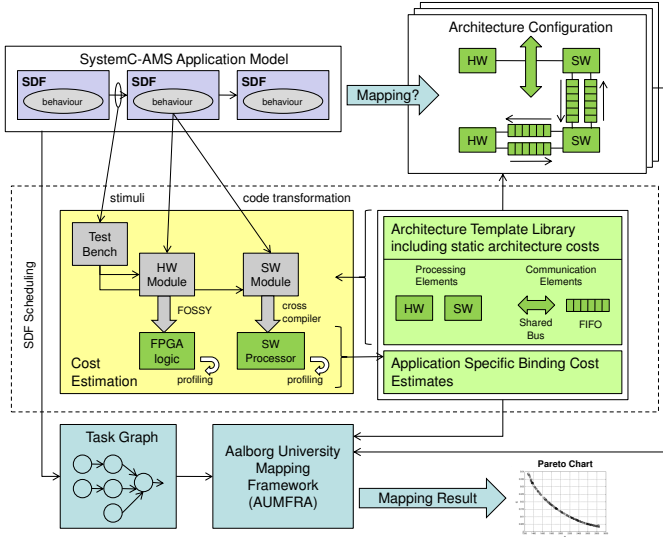 SystemC-AMS Application Model
SDF
behaviour
SDF
behaviour
SDF
behaviour
Mapping?
Architecture Configuration
HW
SW
HW
SW
stimuli
code transformation
SDF Scheduling
Test
Bench
HW
Module
SW
Module
FOSSY
cross
compiler
FPGA
logic
SW
Processor
profiling
profiling
Cost
Estimation
Architecture Template Library
including static architecture costs
Processing
Elements
Communication
Elements
HW
SW
Shared
Bus
FIFO
Application Specific Binding Cost
Estimates
Task Graph
Aalborg University
Mapping
Framework
(AUMFRA)
Mapping Result
Pareto Chart